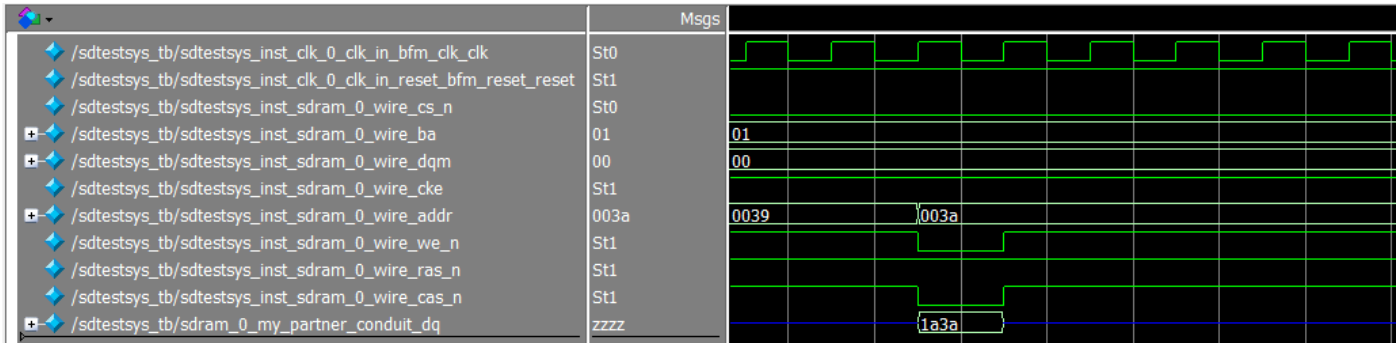 Msgs
/sdtestsys_tb/sdtestsys_inst_clk_0_clk_in_bfm_clk_clk St0
/sdtestsys_tb/sdtestsys_inst_clk_0_clk_in_reset_bfm_reset_reset St1
/sdtestsys_tb/sdtestsys_inst_sdram_0_wire_cs_n St0
/sdtestsys_tb/sdtestsys_inst_sdram_0_wire_ba 01 01
/sdtestsys_tb/sdtestsys_inst_sdram_0_wire_dqm 00 00
/sdtestsys_tb/sdtestsys_inst_sdram_0_wire_cke St1
/sdtestsys_tb/sdtestsys_inst_sdram_0_wire_addr 003a 0039 003a
/sdtestsys_tb/sdtestsys_inst_sdram_0_wire_we_n St1
/sdtestsys_tb/sdtestsys_inst_sdram_0_wire_ras_n St1
/sdtestsys_tb/sdtestsys_inst_sdram_0_wire_cas_n St1
/sdtestsys_tb/sdram_0_my_partner_conduit_dq zzzz 1a3a